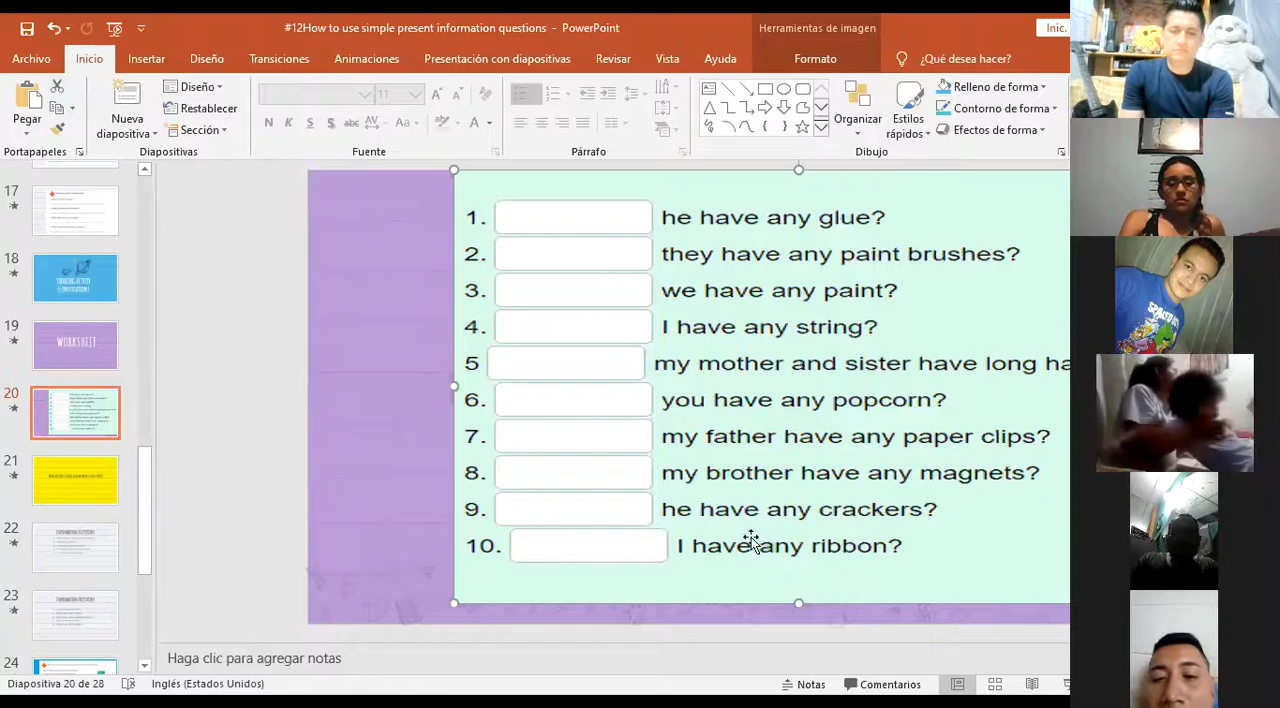 #12How to use simple present information questions - PowerPoint
Herramientas de imagen
Inic.
Archivo
Inicio
Insertar
Diseño
Transiciones
Animaciones
Presentación con diapositivas
Revisar
Vista
Ayuda
Formato
¿Qué desea hacer?
Pegar
Nueva diapositiva
Diseño
Restablecer
Sección
11
N K S S abc AV Aa A
Organizar
Estilos rápidos
Relleno de forma
Contorno de forma
Efectos de forma
Portapapeles
Diapositivas
Fuente
Párrafo
Dibujo
17
18
19
WORKSHEET
20
21
22
23
24
1. he have any glue?
2. they have any paint brushes?
3. we have any paint?
4. I have any string?
5 my mother and sister have long ha
6. you have any popcorn?
7. my father have any paper clips?
8. my brother have any magnets?
9. he have any crackers?
10. I have any ribbon?
Haga clic para agregar notas
Diapositiva 20 de 28
Inglés (Estados Unidos)
Notas
Comentarios